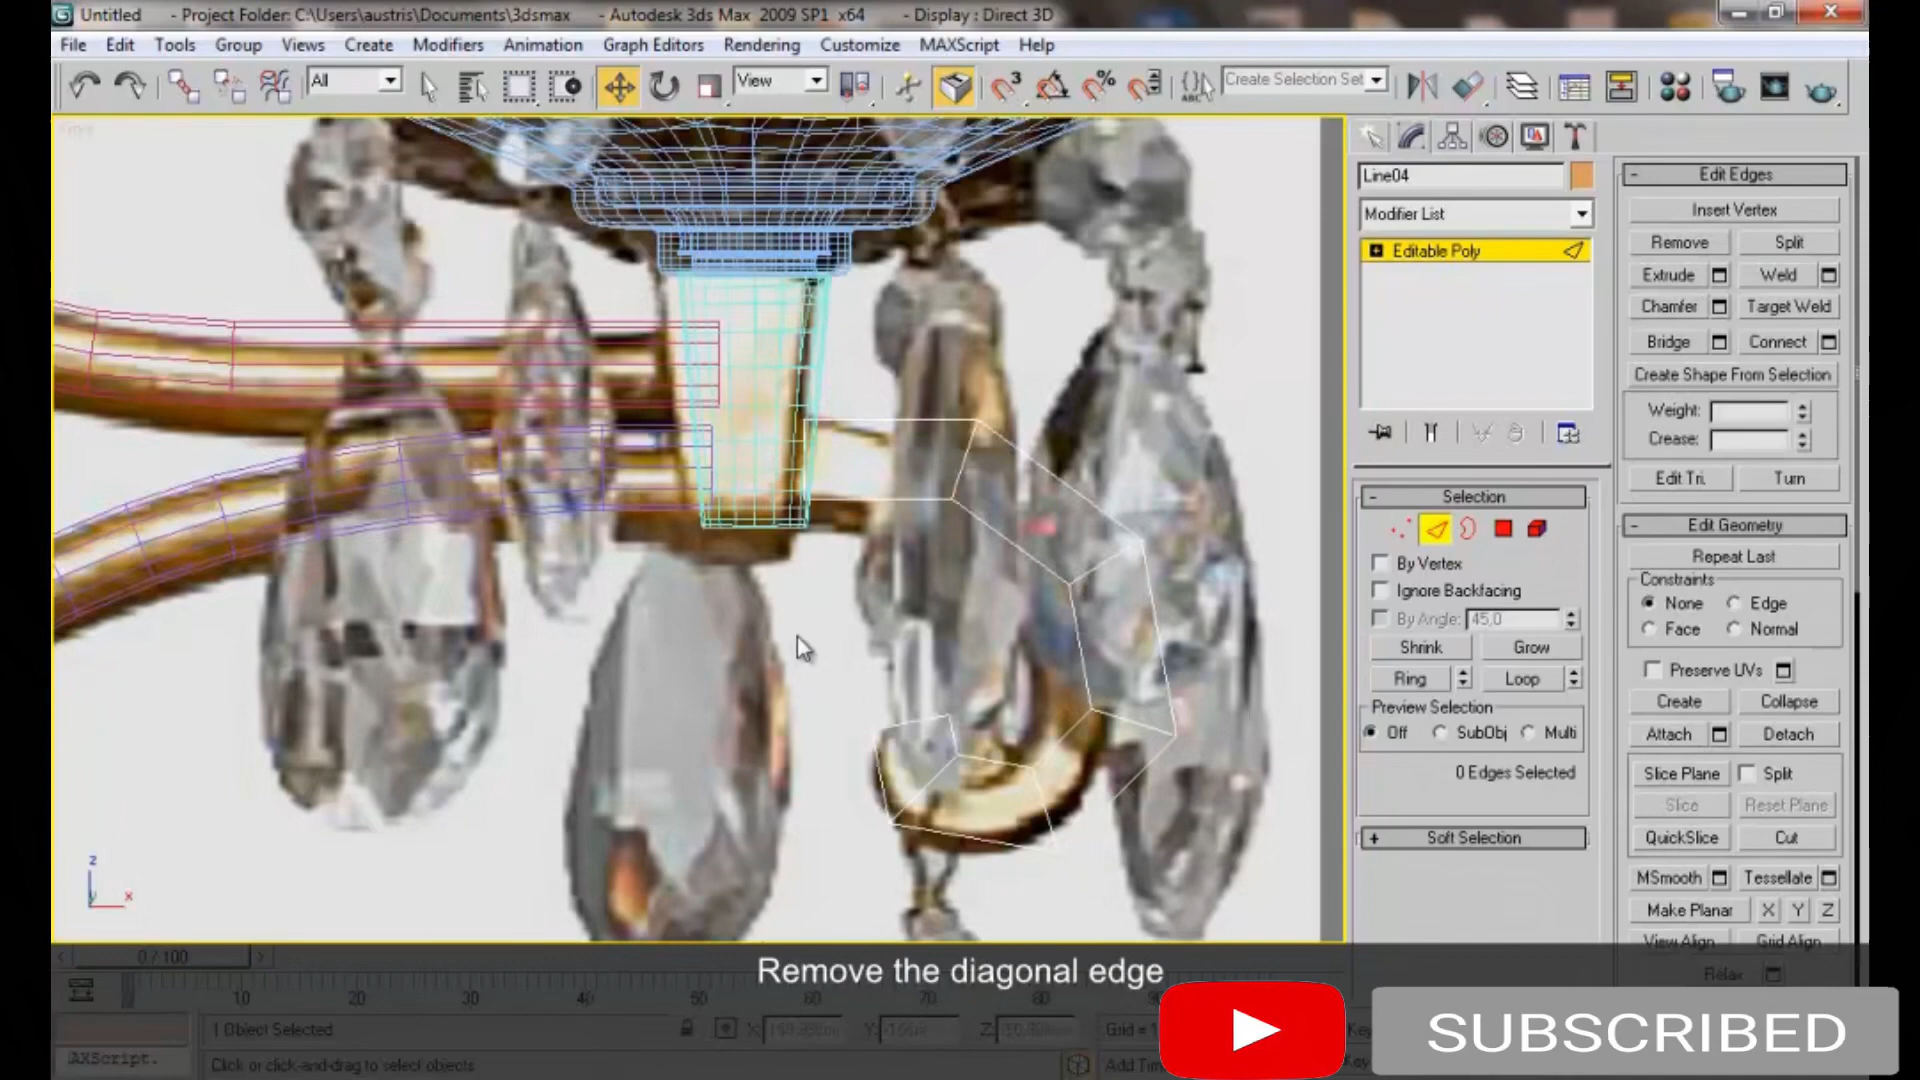 Untitled - Project Folder: C:\Users\austris\Documents\3dsmax - Autodesk 3ds Max 2009 SP1 x64 - Display : Direct 3D
File Edit Tools Group Views Create Modifiers Animation Graph Editors Rendering Customize MAXScript Help
All View 3 % ABC Create Selection Set
Line04
Modifier List
Editable Poly
Selection
By Vertex
Ignore Backfacing
By Angle: 45,0
Shrink Grow
Ring Loop
Preview Selection
Off SubObj Multi
0 Edges Selected
Soft Selection
Edit Edges
Insert Vertex
Remove Split
Extrude Weld
Chamfer Target Weld
Bridge Connect
Create Shape From Selection
Weight:
Crease:
Edit Tri. Turn
Edit Geometry
Repeat Last
Constraints
None Edge
Face Normal
Preserve UVs
Create Collapse
Attach Detach
Slice Plane Split
Slice Reset Plane
QuickSlice Cut
MSmooth Tessellate
Make Planar X Y Z
View Align Grid Align
Relax
z
x
0 / 100
Remove the diagonal edge
10 20 30 40 50 60 70 80
1 Object Selected X: Y: Z: Grid = 1
AXScript. Click or click-and-drag to select objects Add Tim
SUBSCRIBED